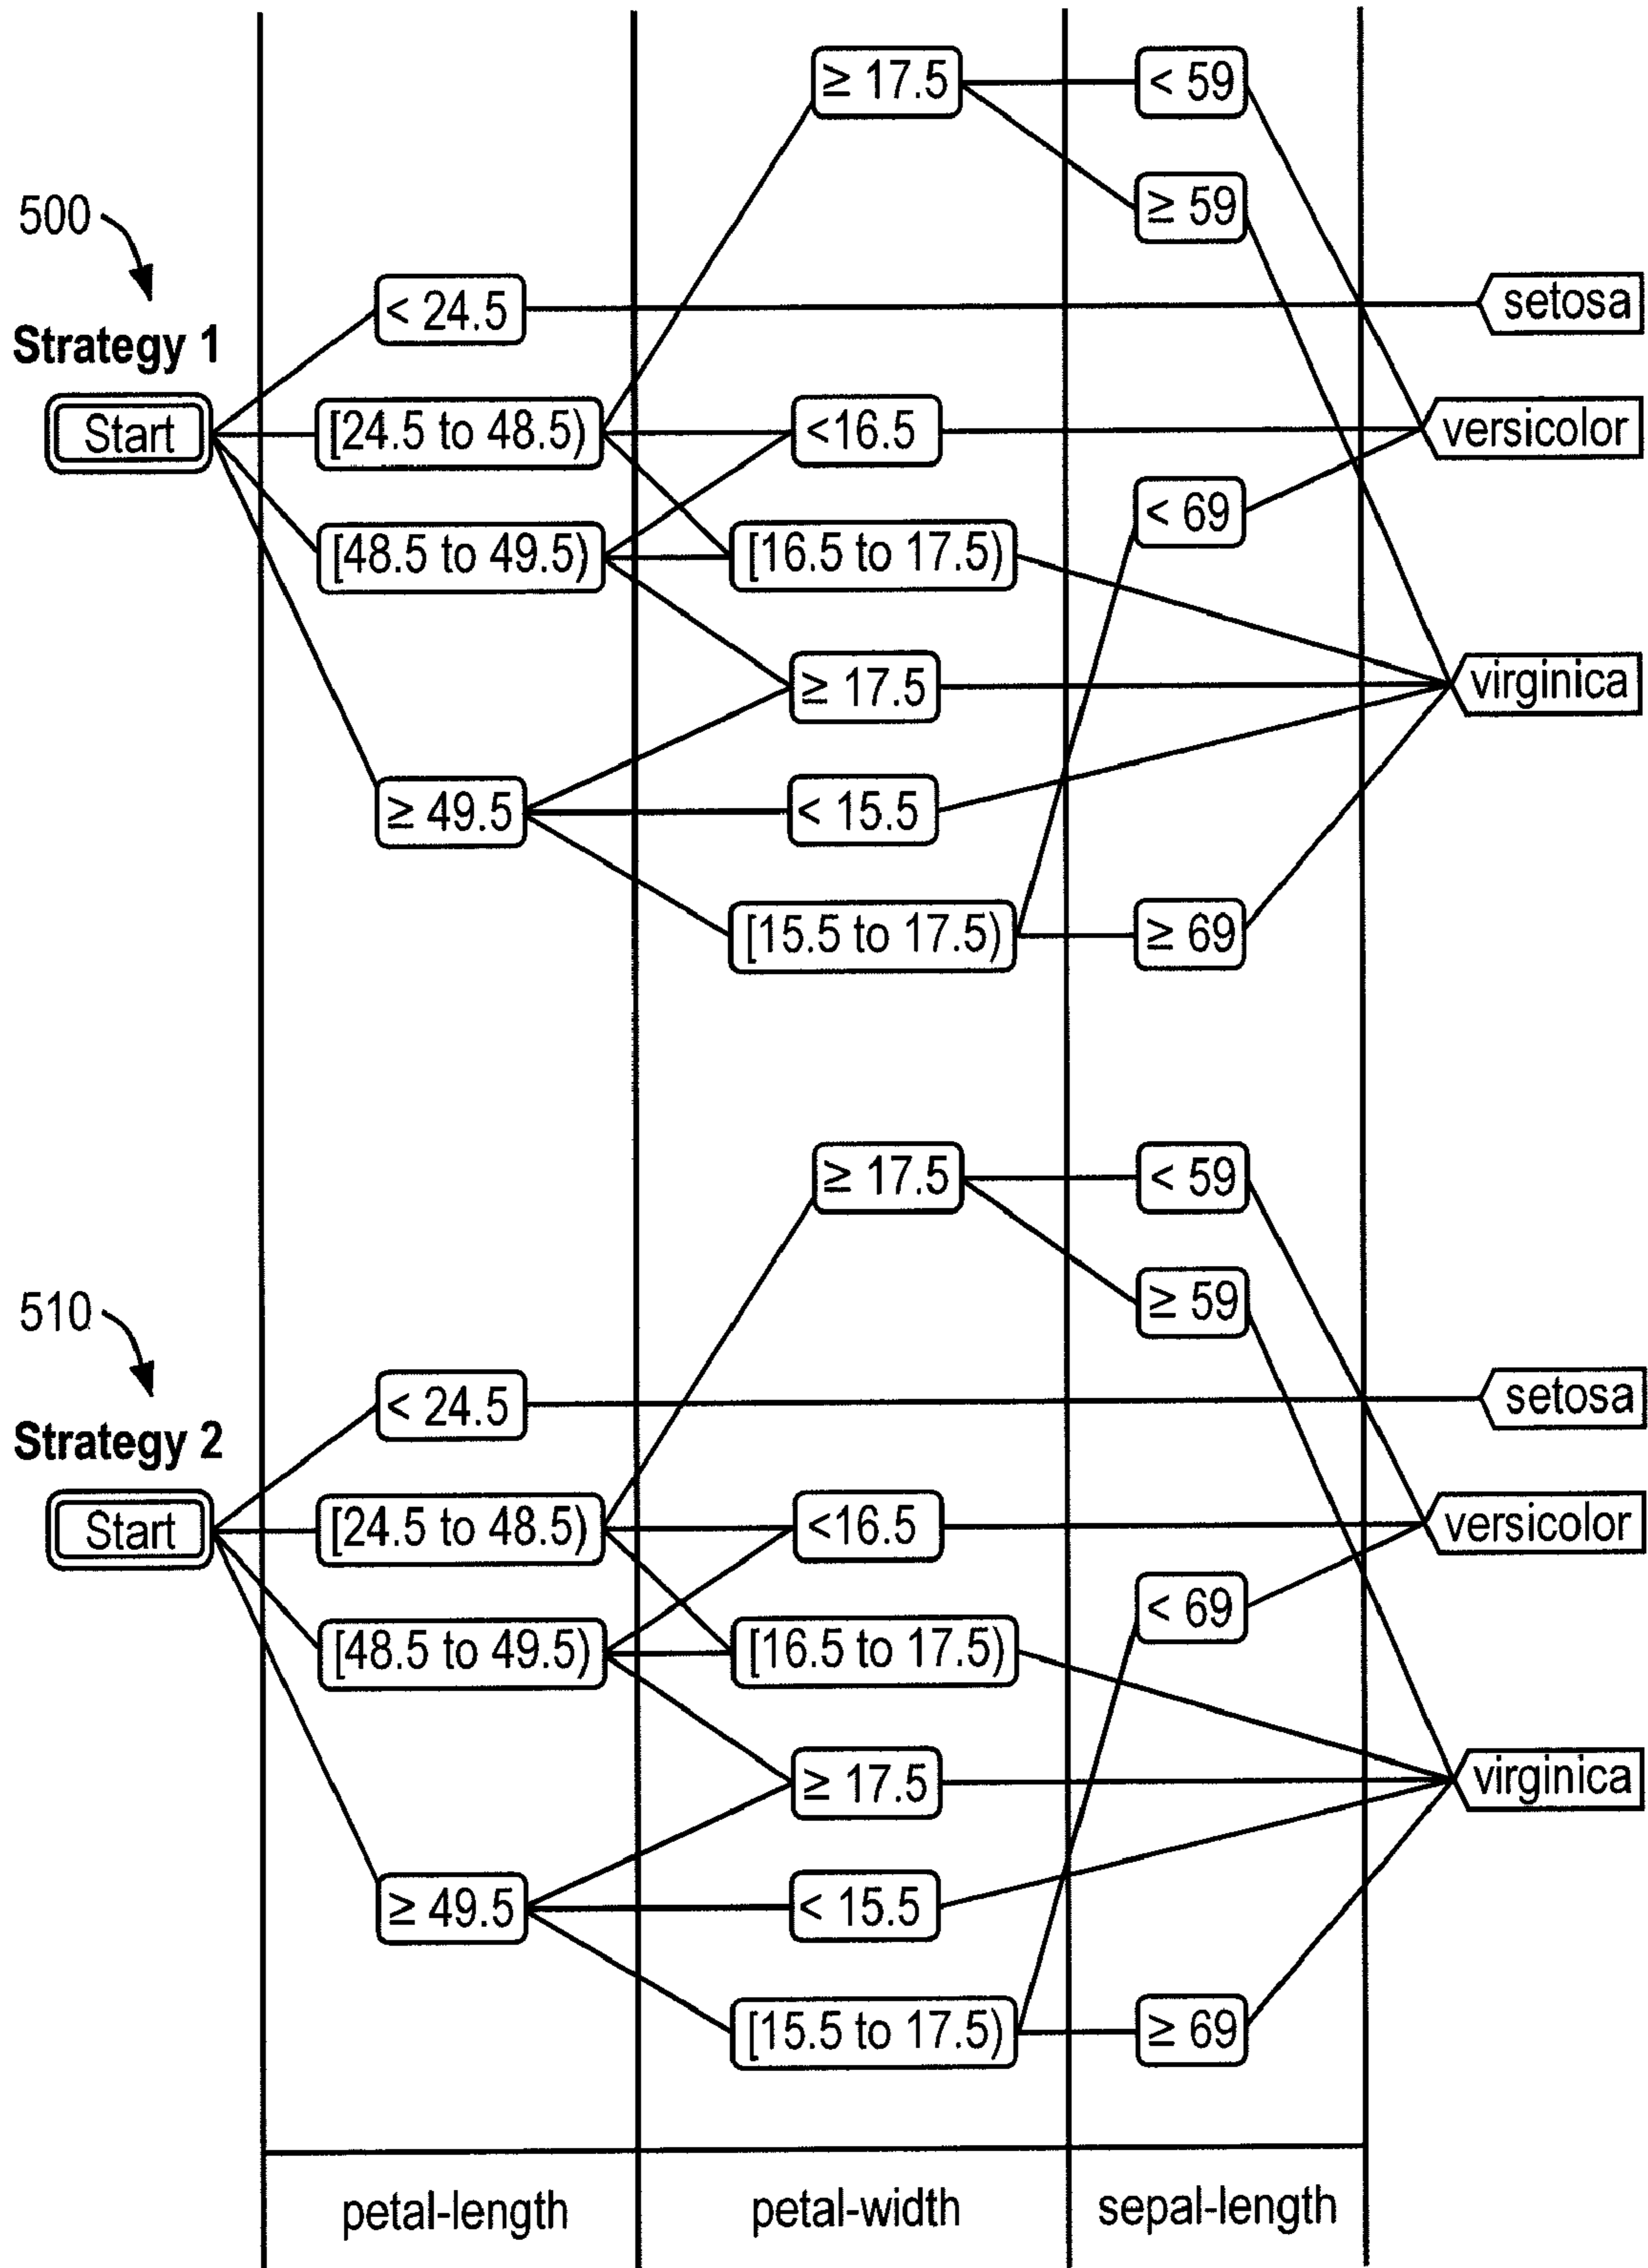 ≥ 17.5
< 59
500
≥ 59
< 24.5
setosa
Strategy 1
Start
[24.5 to 48.5)
<16.5
versicolor
< 69
[48.5 to 49.5)
[16.5 to 17.5)
≥ 17.5
virginica
≥ 49.5
< 15.5
[15.5 to 17.5)
≥ 69
≥ 17.5
< 59
510
≥ 59
< 24.5
setosa
Strategy 2
Start
[24.5 to 48.5)
<16.5
versicolor
< 69
[48.5 to 49.5)
[16.5 to 17.5)
≥ 17.5
virginica
≥ 49.5
< 15.5
[15.5 to 17.5)
≥ 69
petal-length
petal-width
sepal-length